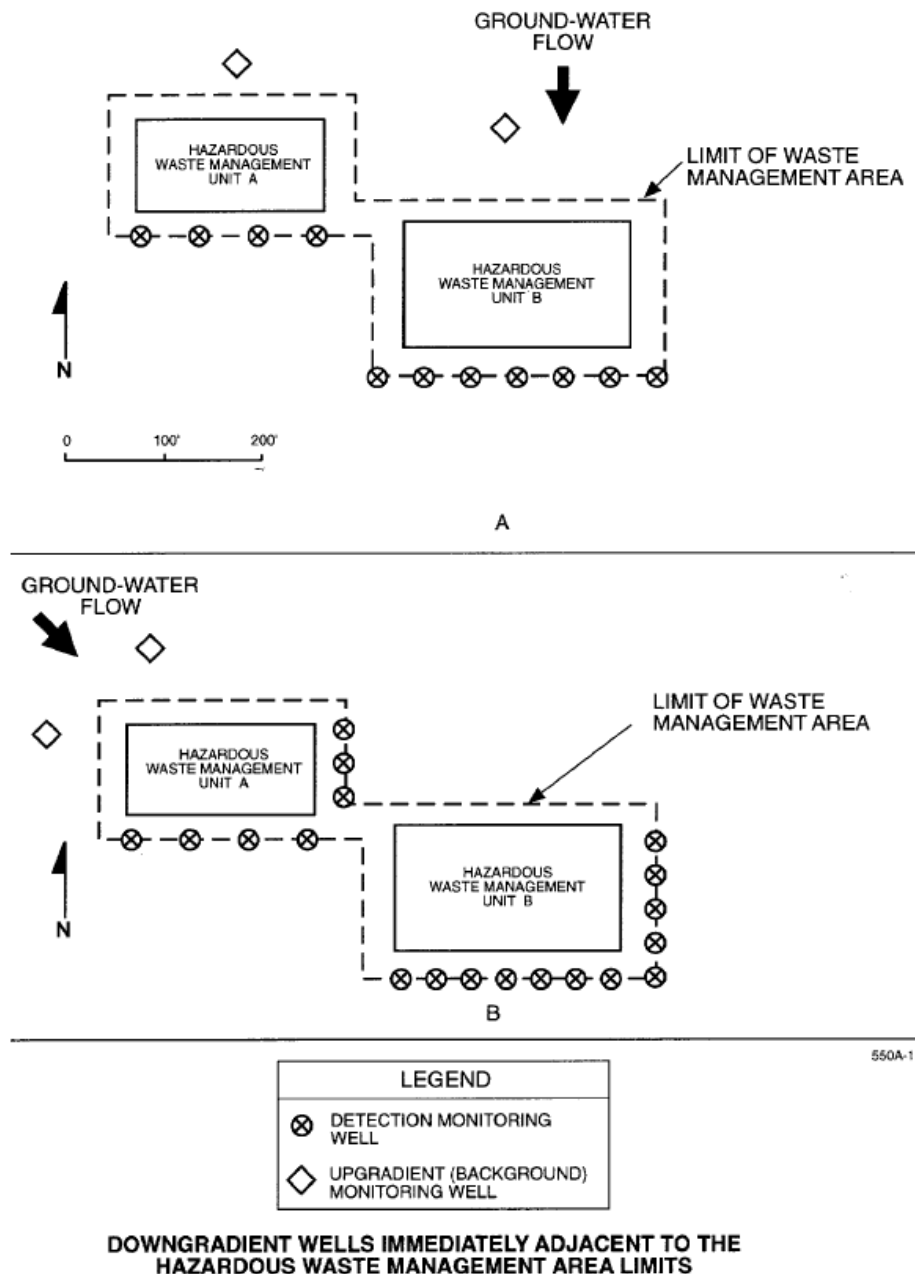 GROUND-WATER
FLOW
LIMIT OF WASTE
MANAGEMENT AREA
HAZARDOUS
WASTE MANAGEMENT
UNIT A
HAZARDOUS
WASTE MANAGEMENT
UNIT B
N
0 100' 200'
A
GROUND-WATER
FLOW
LIMIT OF WASTE
MANAGEMENT AREA
HAZARDOUS
WASTE MANAGEMENT
UNIT A
HAZARDOUS
WASTE MANAGEMENT
UNIT B
N
B
550A-1
LEGEND
DETECTION MONITORING
WELL
UPGRADIENT (BACKGROUND)
MONITORING WELL
DOWNGRADIENT WELLS IMMEDIATELY ADJACENT TO THE
HAZARDOUS WASTE MANAGEMENT AREA LIMITS